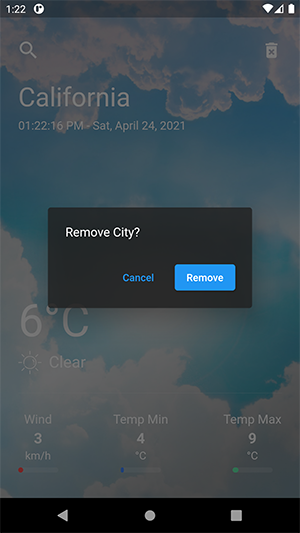 1:22
California
01:22:16 PM - Sat, April 24, 2021
Remove City?
Cancel Remove
6°C
Clear
Wind Temp Min Temp Max
3 4 9
km/h °C °C